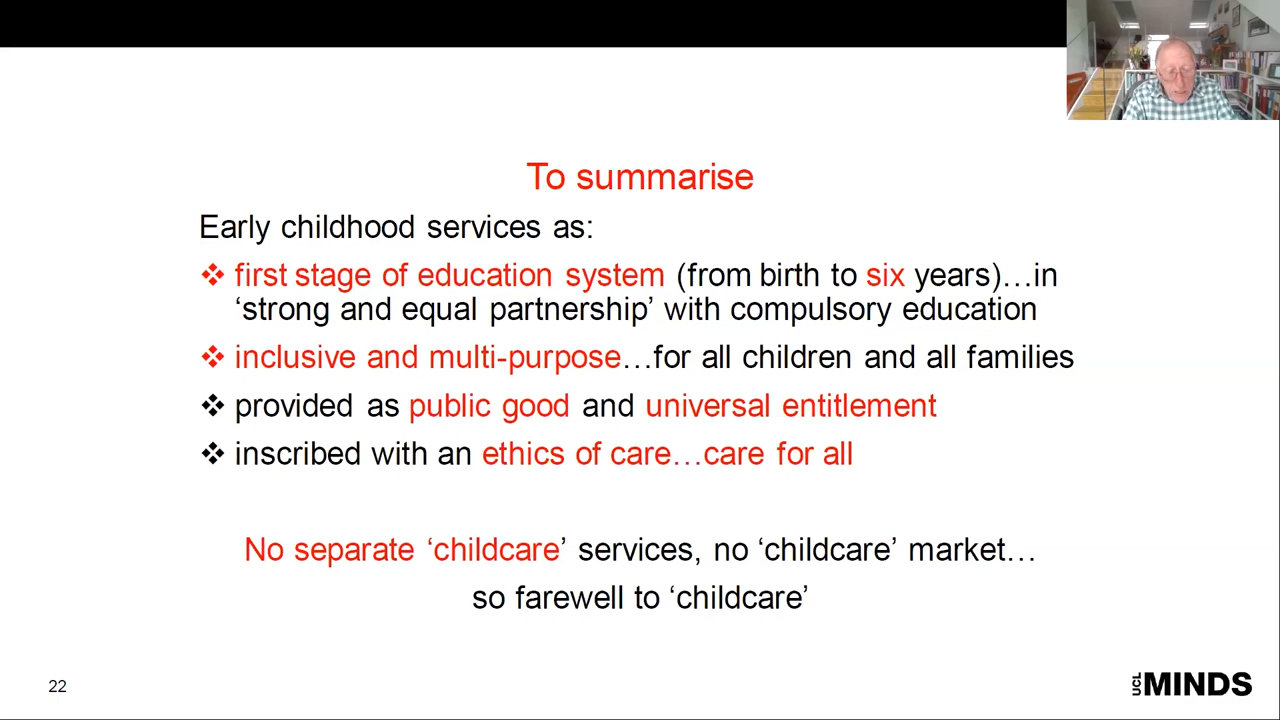 To summarise
Early childhood services as:
❖ first stage of education system (from birth to six years)…in
‘strong and equal partnership’ with compulsory education
❖ inclusive and multi-purpose…for all children and all families
❖ provided as public good and universal entitlement
❖ inscribed with an ethics of care…care for all
No separate ‘childcare’ services, no ‘childcare’ market…
so farewell to ‘childcare’
22
UCL MINDS